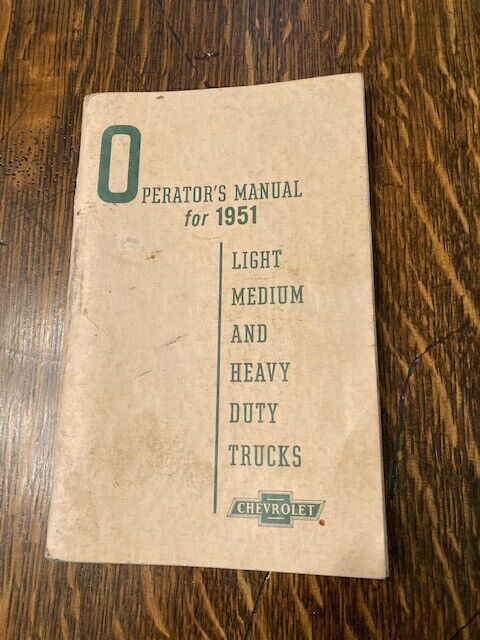 OPERATOR'S MANUAL
for 1951
LIGHT
MEDIUM
AND
HEAVY
DUTY
TRUCKS
CHEVROLET